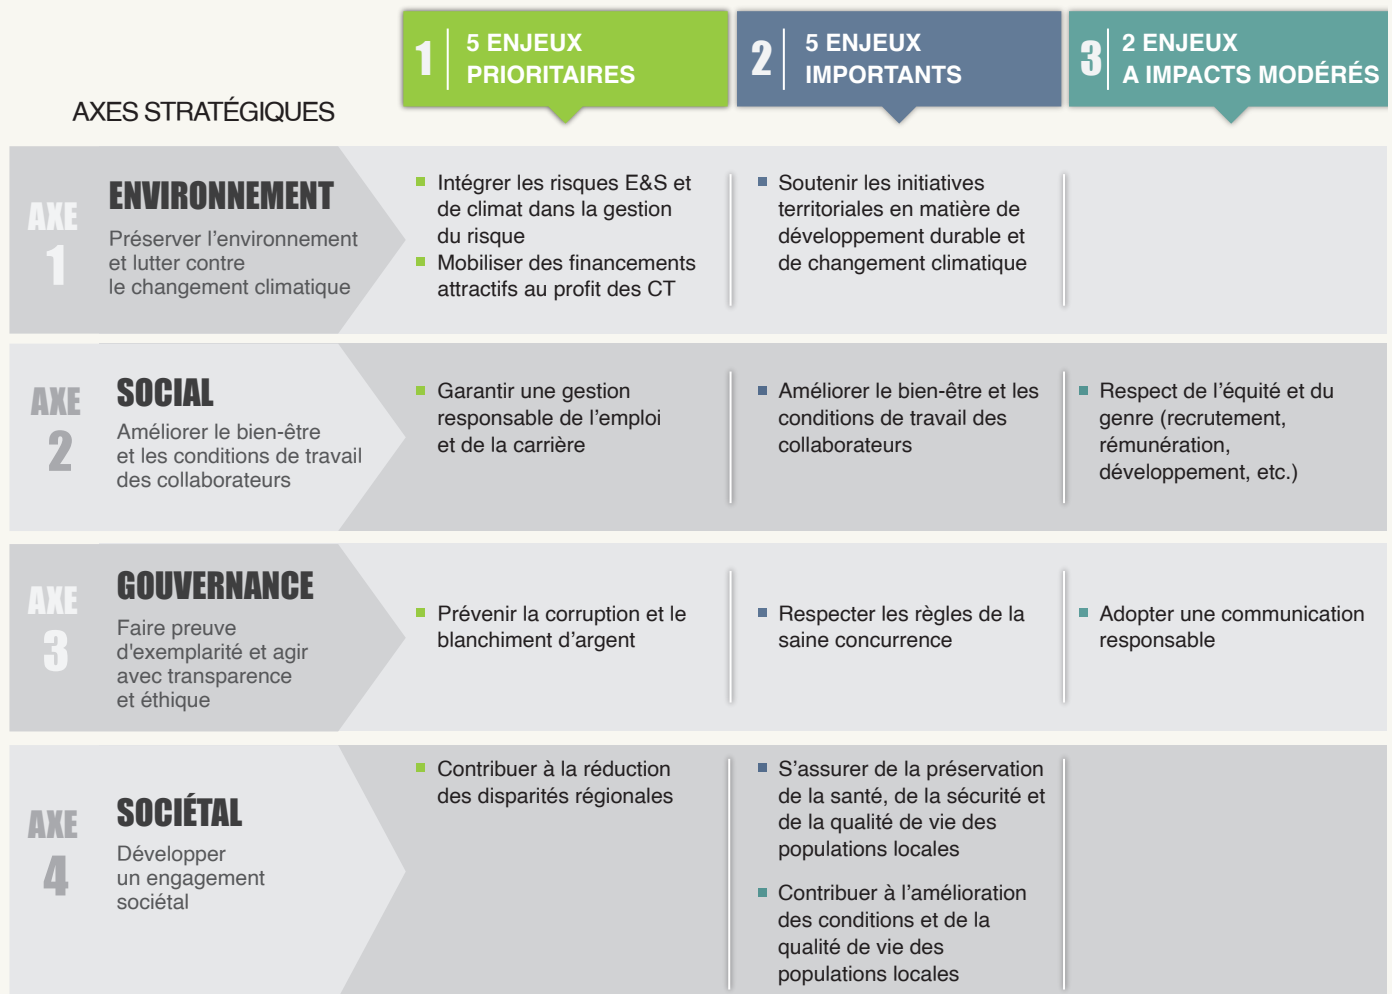 1
5 ENJEUX
PRIORITAIRES
2
5 ENJEUX
IMPORTANTS
3
2 ENJEUX
A IMPACTS MODÉRÉS
AXES STRATÉGIQUES
AXE
1
ENVIRONNEMENT
Préserver l’environnement
et lutter contre
le changement climatique
Intégrer les risques E&S et
de climat dans la gestion
du risque
Mobiliser des financements
attractifs au profit des CT
Soutenir les initiatives
territoriales en matière de
développement durable et
de changement climatique
AXE
2
SOCIAL
Améliorer le bien-être
et les conditions de travail
des collaborateurs
Garantir une gestion
responsable de l’emploi
et de la carrière
Améliorer le bien-être et les
conditions de travail des
collaborateurs
Respect de l’équité et du
genre (recrutement,
rémunération,
développement, etc.)
AXE
3
GOUVERNANCE
Faire preuve
d'exemplarité et agir
avec transparence
et éthique
Prévenir la corruption et le
blanchiment d’argent
Respecter les règles de la
saine concurrence
Adopter une communication
responsable
AXE
4
SOCIÉTAL
Développer
un engagement
sociétal
Contribuer à la réduction
des disparités régionales
S’assurer de la préservation
de la santé, de la sécurité et
de la qualité de vie des
populations locales
Contribuer à l’amélioration
des conditions et de la
qualité de vie des
populations locales